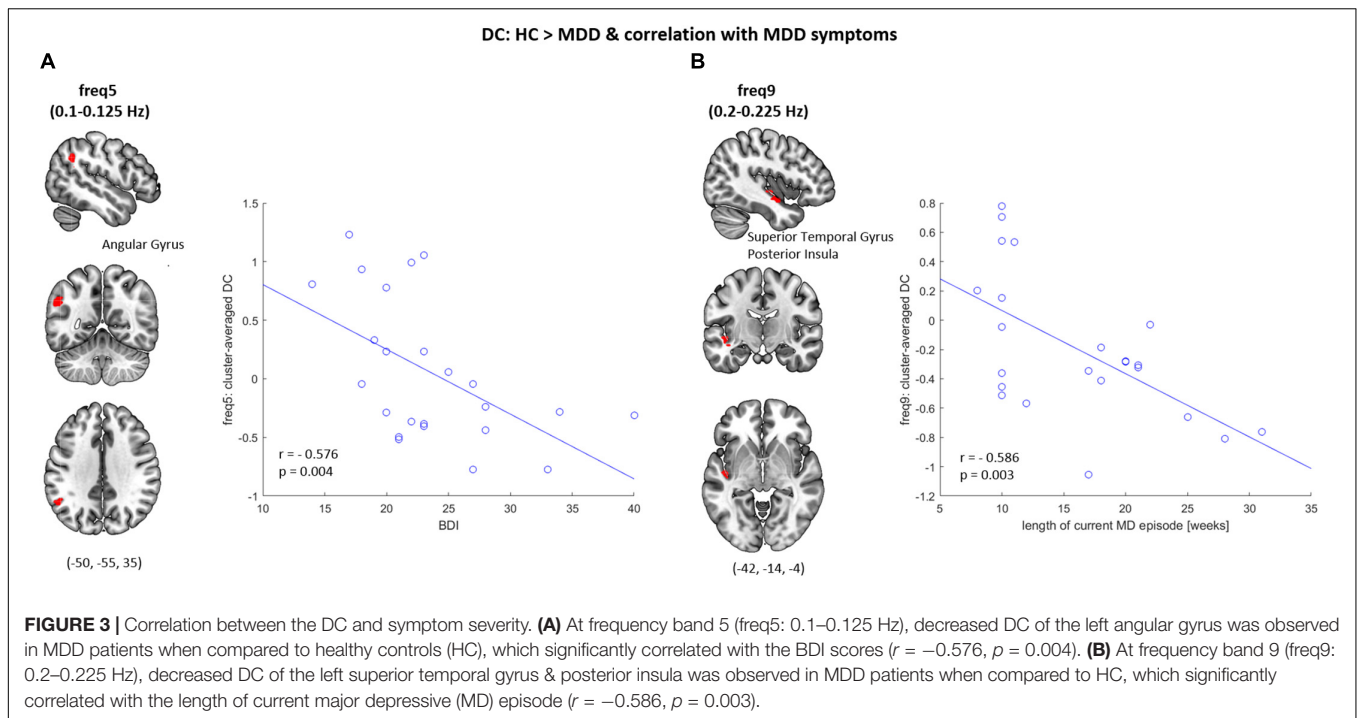 DC: HC > MDD & correlation with MDD symptoms
A
freq5
(0.1-0.125 Hz)
Angular Gyrus
(-50, -55, 35)
freq5: cluster-averaged DC
1.5
1
0.5
0
-0.5
-1
r = - 0.576
p = 0.004
10 15 20 25 30 35 40
BDI
B
freq9
(0.2-0.225 Hz)
Superior Temporal Gyrus
Posterior Insula
(-42, -14, -4)
freq9: cluster-averaged DC
0.8
0.6
0.4
0.2
0
-0.2
-0.4
-0.6
-0.8
-1
-1.2
r = - 0.586
p = 0.003
5 10 15 20 25 30 35
length of current MD episode [weeks]
FIGURE 3 | Correlation between the DC and symptom severity. (A) At frequency band 5 (freq5: 0.1–0.125 Hz), decreased DC of the left angular gyrus was observed
in MDD patients when compared to healthy controls (HC), which significantly correlated with the BDI scores (r = −0.576, p = 0.004). (B) At frequency band 9 (freq9:
0.2–0.225 Hz), decreased DC of the left superior temporal gyrus & posterior insula was observed in MDD patients when compared to HC, which significantly
correlated with the length of current major depressive (MD) episode (r = −0.586, p = 0.003).